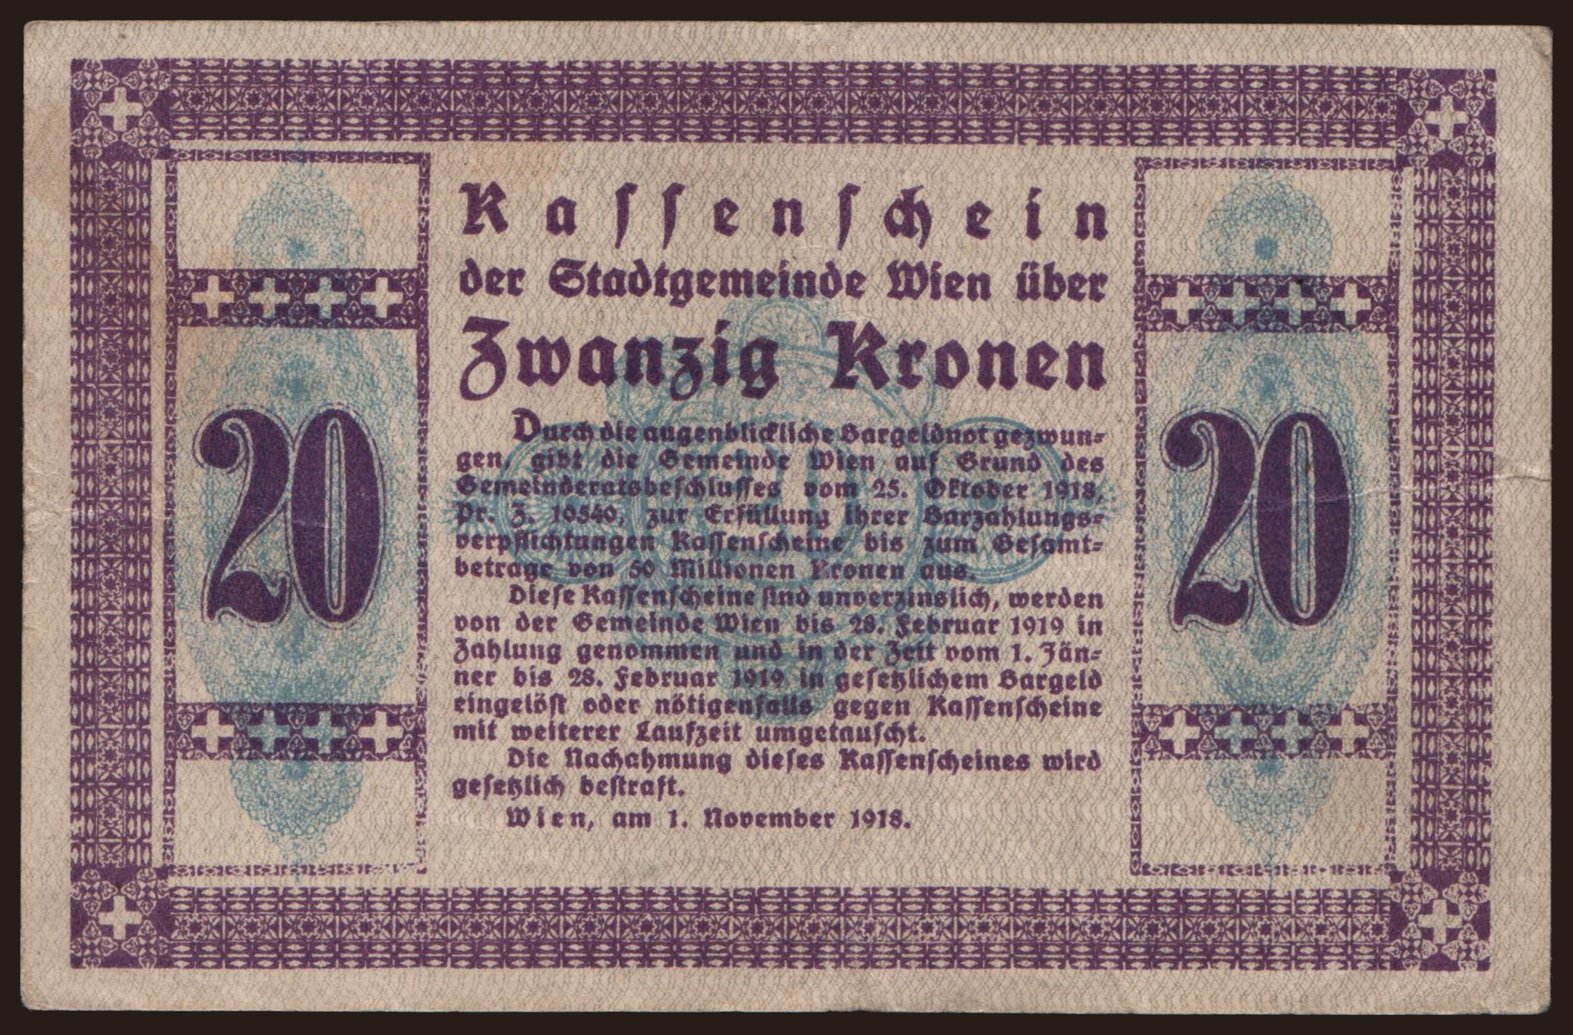 Kassenschein
der Stadtgemeinde Wien über
Zwanzig Kronen
20
20
Durch die augenblickliche Bargeldnot gezwun-
gen, gibt die Gemeinde Wien auf Grund des
Gemeinderatsbeschlusses vom 25. Oktober 1918,
Pr. Z. 10540, zur Erfüllung ihrer Barzahlungs-
verpflichtungen Kassenscheine bis zum Gesamt-
betrage von 50 Millionen Kronen aus.
Diese Kassenscheine sind unverzinslich, werden
von der Gemeinde Wien bis 28. Februar 1919 in
Zahlung genommen und in der Zeit vom 1. Jän-
ner bis 28. Februar 1919 in gesetzlichem Bargeld
eingelöst oder nötigenfalls gegen Kassenscheine
mit weiterer Laufzeit umgetauscht.
Die Nachahmung dieses Kassenscheines wird
gesetzlich bestraft.
Wien, am 1. November 1918.